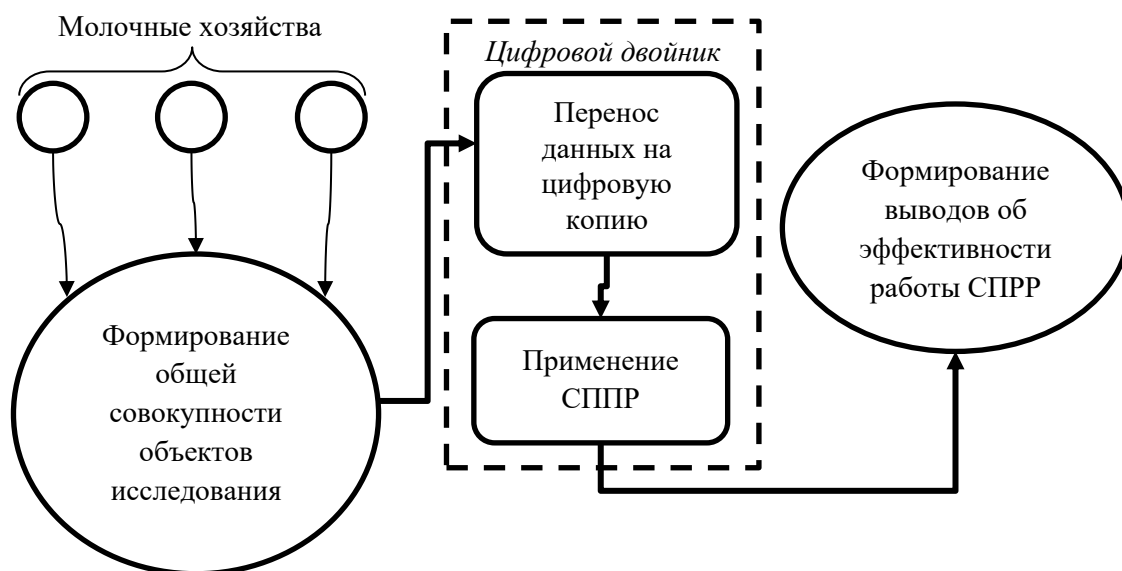 Молочные хозяйства
Формирование
общей
совокупности
объектов
исследования
Цифровой двойник
Перенос
данных на
цифровую
копию
Применение
СППР
Формирование
выводов об
эффективности
работы СПРР